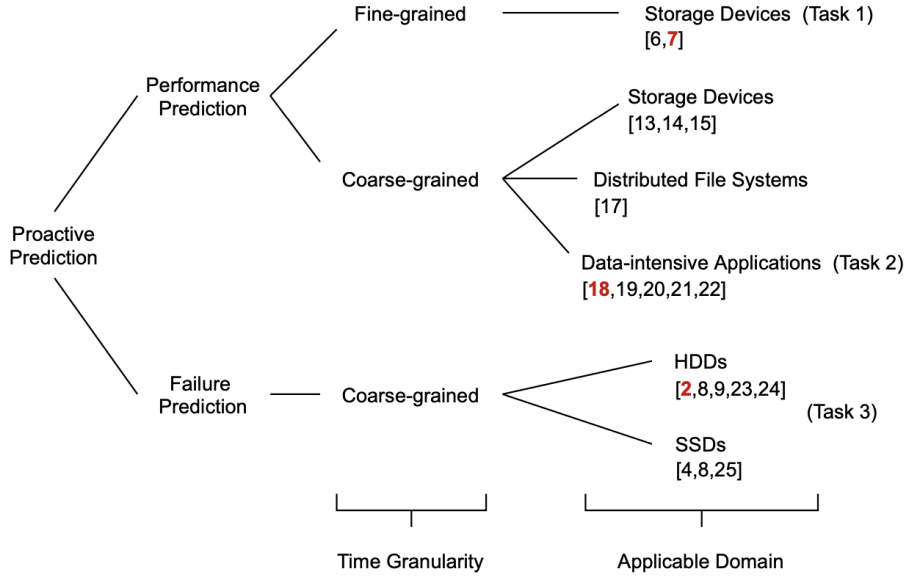 Fine-grained
Storage Devices (Task 1)
[6,7]
Performance
Prediction
Storage Devices
[13,14,15]
Coarse-grained
Distributed File Systems
[17]
Proactive
Prediction
Data-intensive Applications (Task 2)
[18,19,20,21,22]
Failure
Prediction
Coarse-grained
HDDs
[2,8,9,23,24]
(Task 3)
SSDs
[4,8,25]
Time Granularity
Applicable Domain